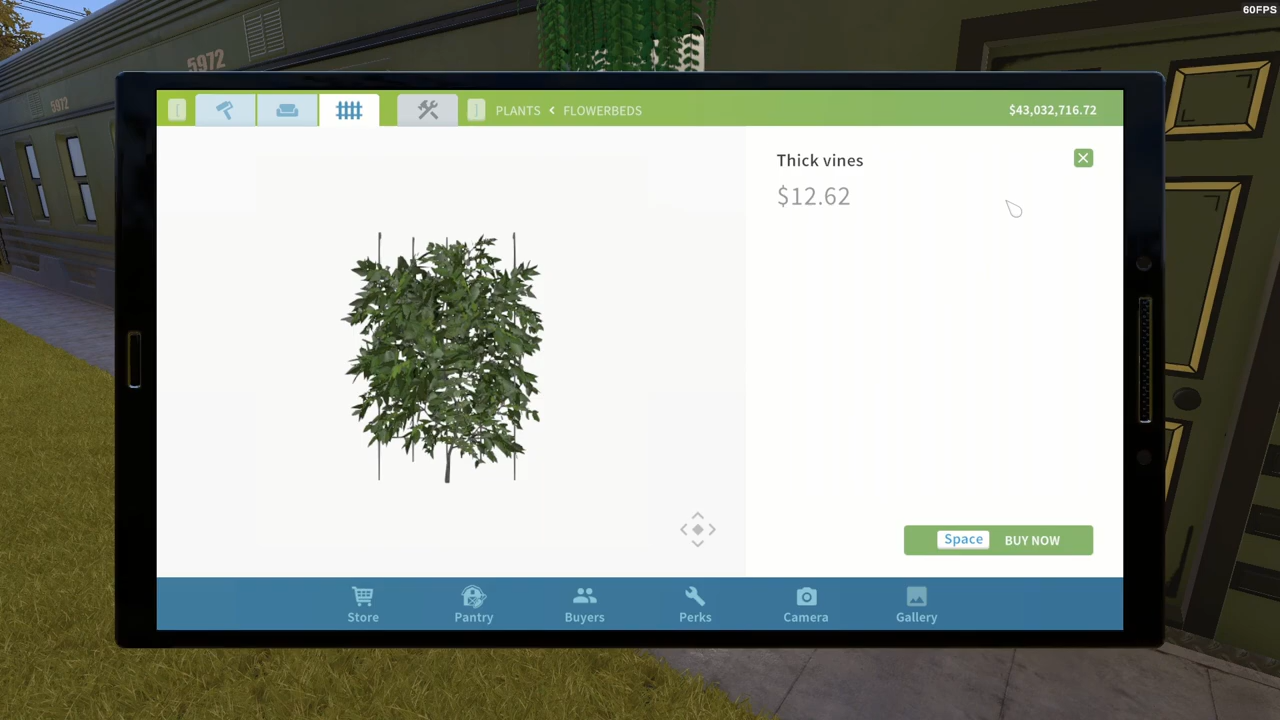 60FPS
5972
5972
[
]
PLANTS < FLOWERBEDS
$43,032,716.72
Thick vines
$12.62
Space BUY NOW
Store
Pantry
Buyers
Perks
Camera
Gallery